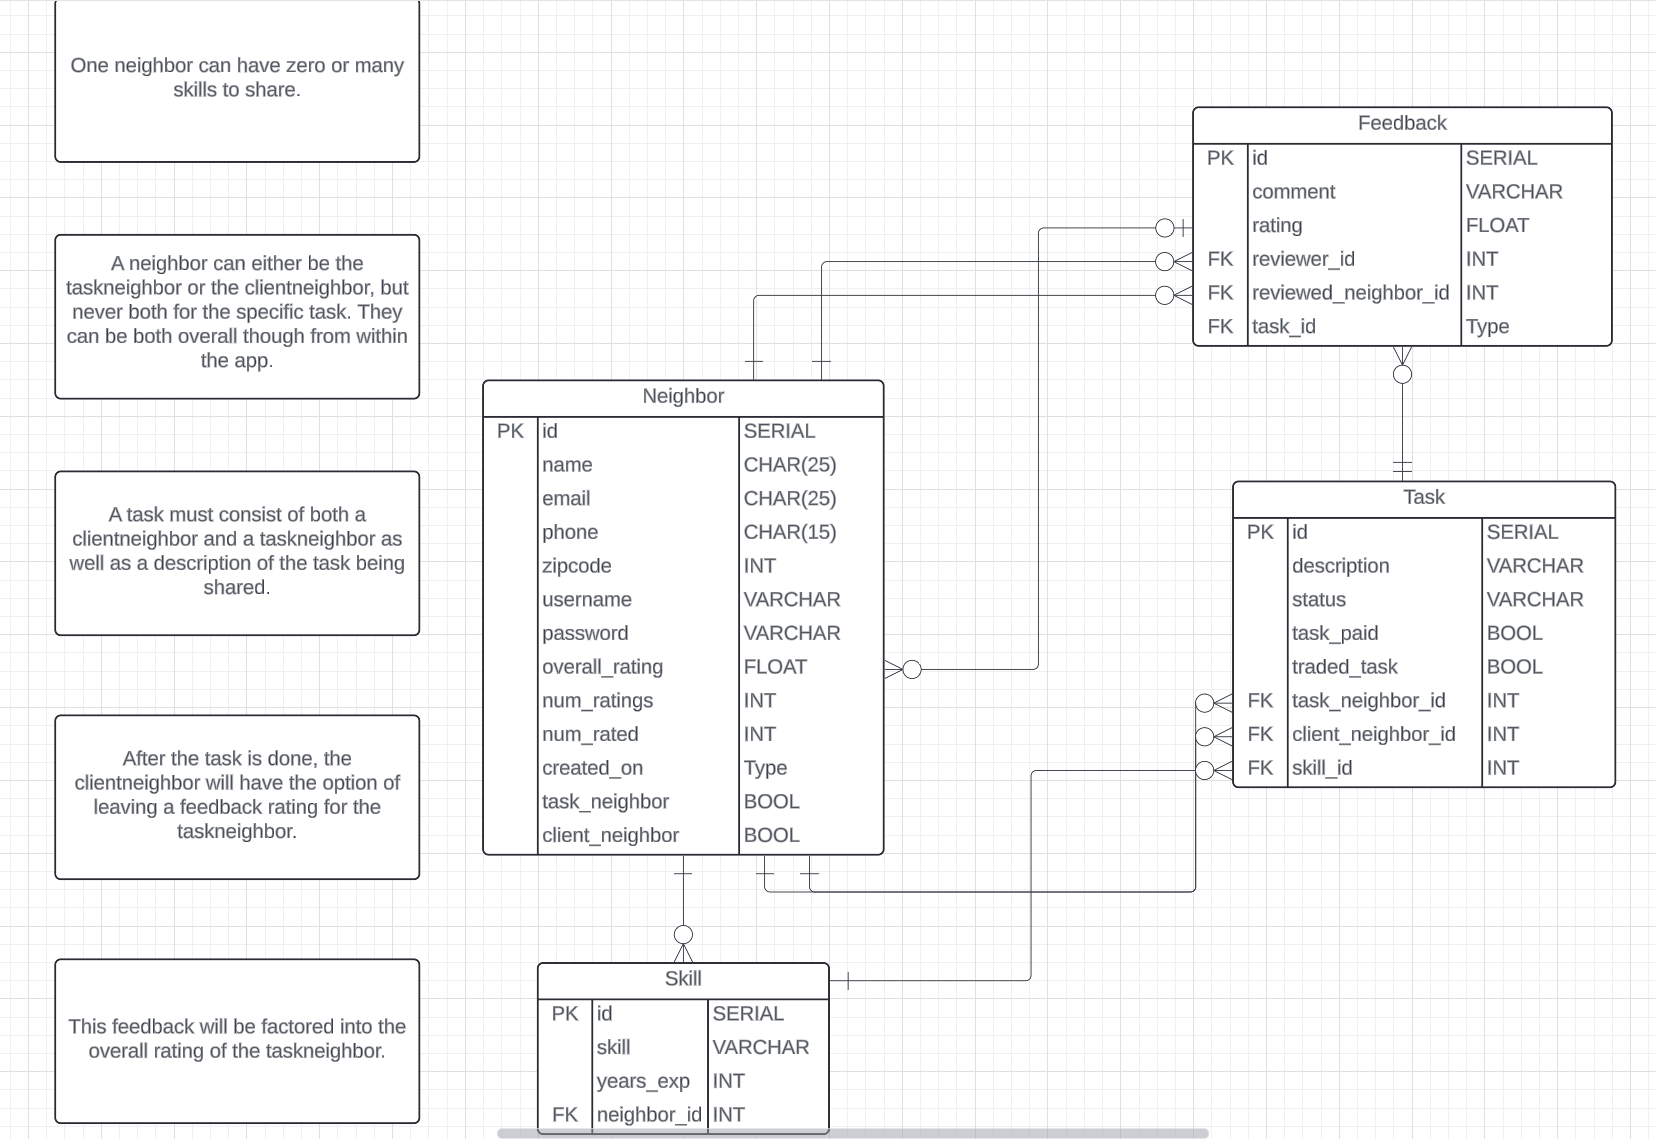 One neighbor can have zero or many
skills to share.
A neighbor can either be the
taskneighbor or the clientneighbor, but
never both for the specific task. They
can be both overall though from within
the app.
A task must consist of both a
clientneighbor and a taskneighbor as
well as a description of the task being
shared.
After the task is done, the
clientneighbor will have the option of
leaving a feedback rating for the
taskneighbor.
This feedback will be factored into the
overall rating of the taskneighbor.
Neighbor
PK id SERIAL
name CHAR(25)
email CHAR(25)
phone CHAR(15)
zipcode INT
username VARCHAR
password VARCHAR
overall_rating FLOAT
num_ratings INT
num_rated INT
created_on Type
task_neighbor BOOL
client_neighbor BOOL
Skill
PK id SERIAL
skill VARCHAR
years_exp INT
FK neighbor_id INT
Feedback
PK id SERIAL
comment VARCHAR
rating FLOAT
FK reviewer_id INT
FK reviewed_neighbor_id INT
FK task_id Type
Task
PK id SERIAL
description VARCHAR
status VARCHAR
task_paid BOOL
traded_task BOOL
FK task_neighbor_id INT
FK client_neighbor_id INT
FK skill_id INT